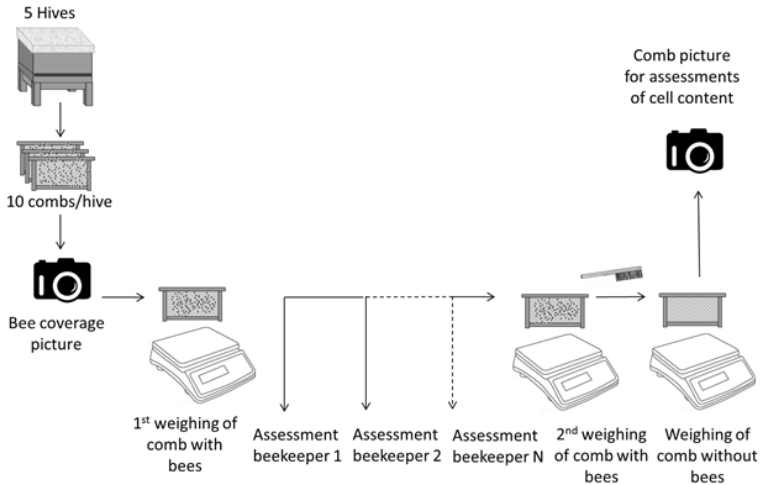 5 Hives
10 combs/hive
Bee coverage
picture
1st weighing of
comb with
bees
Assessment
beekeeper 1
Assessment
beekeeper 2
Assessment
beekeeper N
2nd weighing
of comb with
bees
Weighing of
comb without
bees
Comb picture
for assessments
of cell content